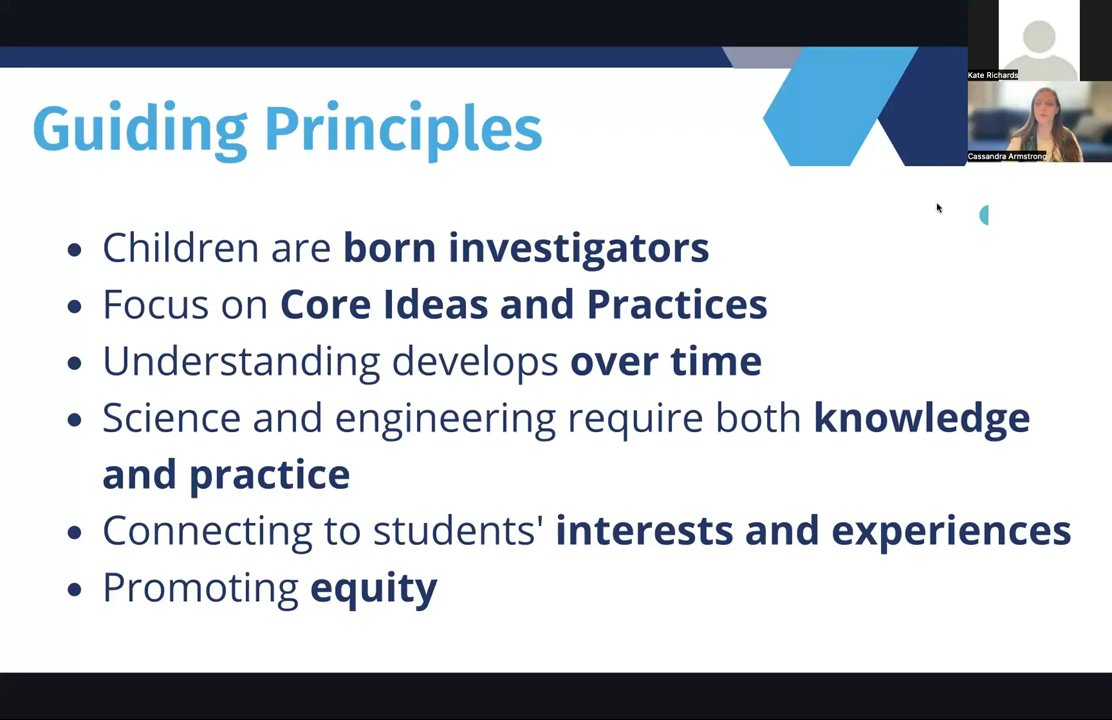 Kate Richards
Cassandra Armstrong
Guiding Principles
• Children are born investigators
• Focus on Core Ideas and Practices
• Understanding develops over time
• Science and engineering require both knowledge
and practice
• Connecting to students' interests and experiences
• Promoting equity